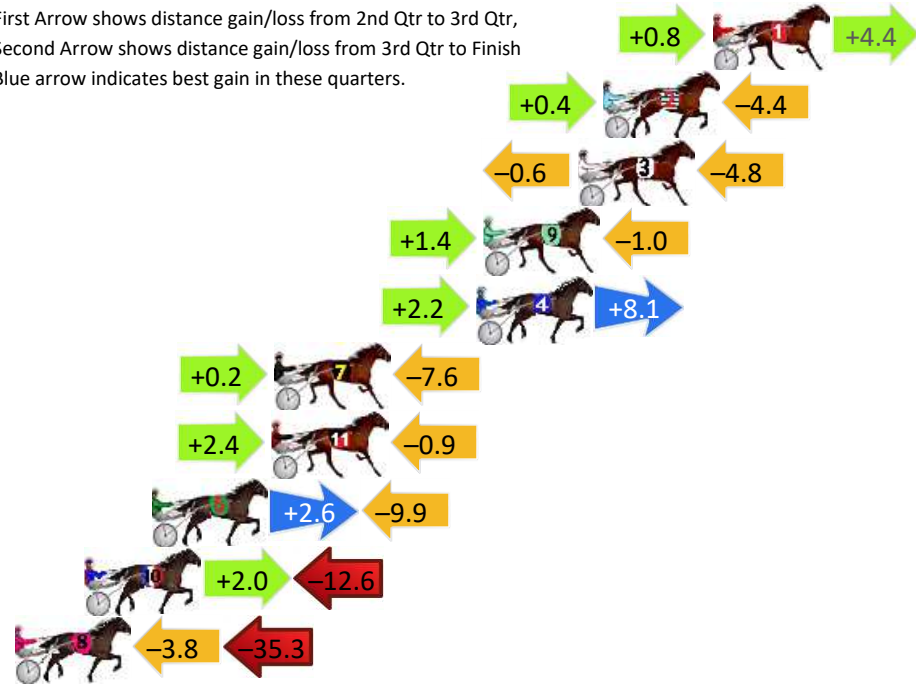 First Arrow shows distance gain/loss from 2nd Qtr to 3rd Qtr,
Second Arrow shows distance gain/loss from 3rd Qtr to Finish
Blue arrow indicates best gain in these quarters.
+0.8 1 +4.4
+0.4 2 –4.4
–0.6 3 –4.8
+1.4 9 –1.0
+2.2 4 +8.1
+0.2 7 –7.6
+2.4 11 –0.9
+2.6 –9.9
10 +2.0 –12.6
8 –3.8 –35.3